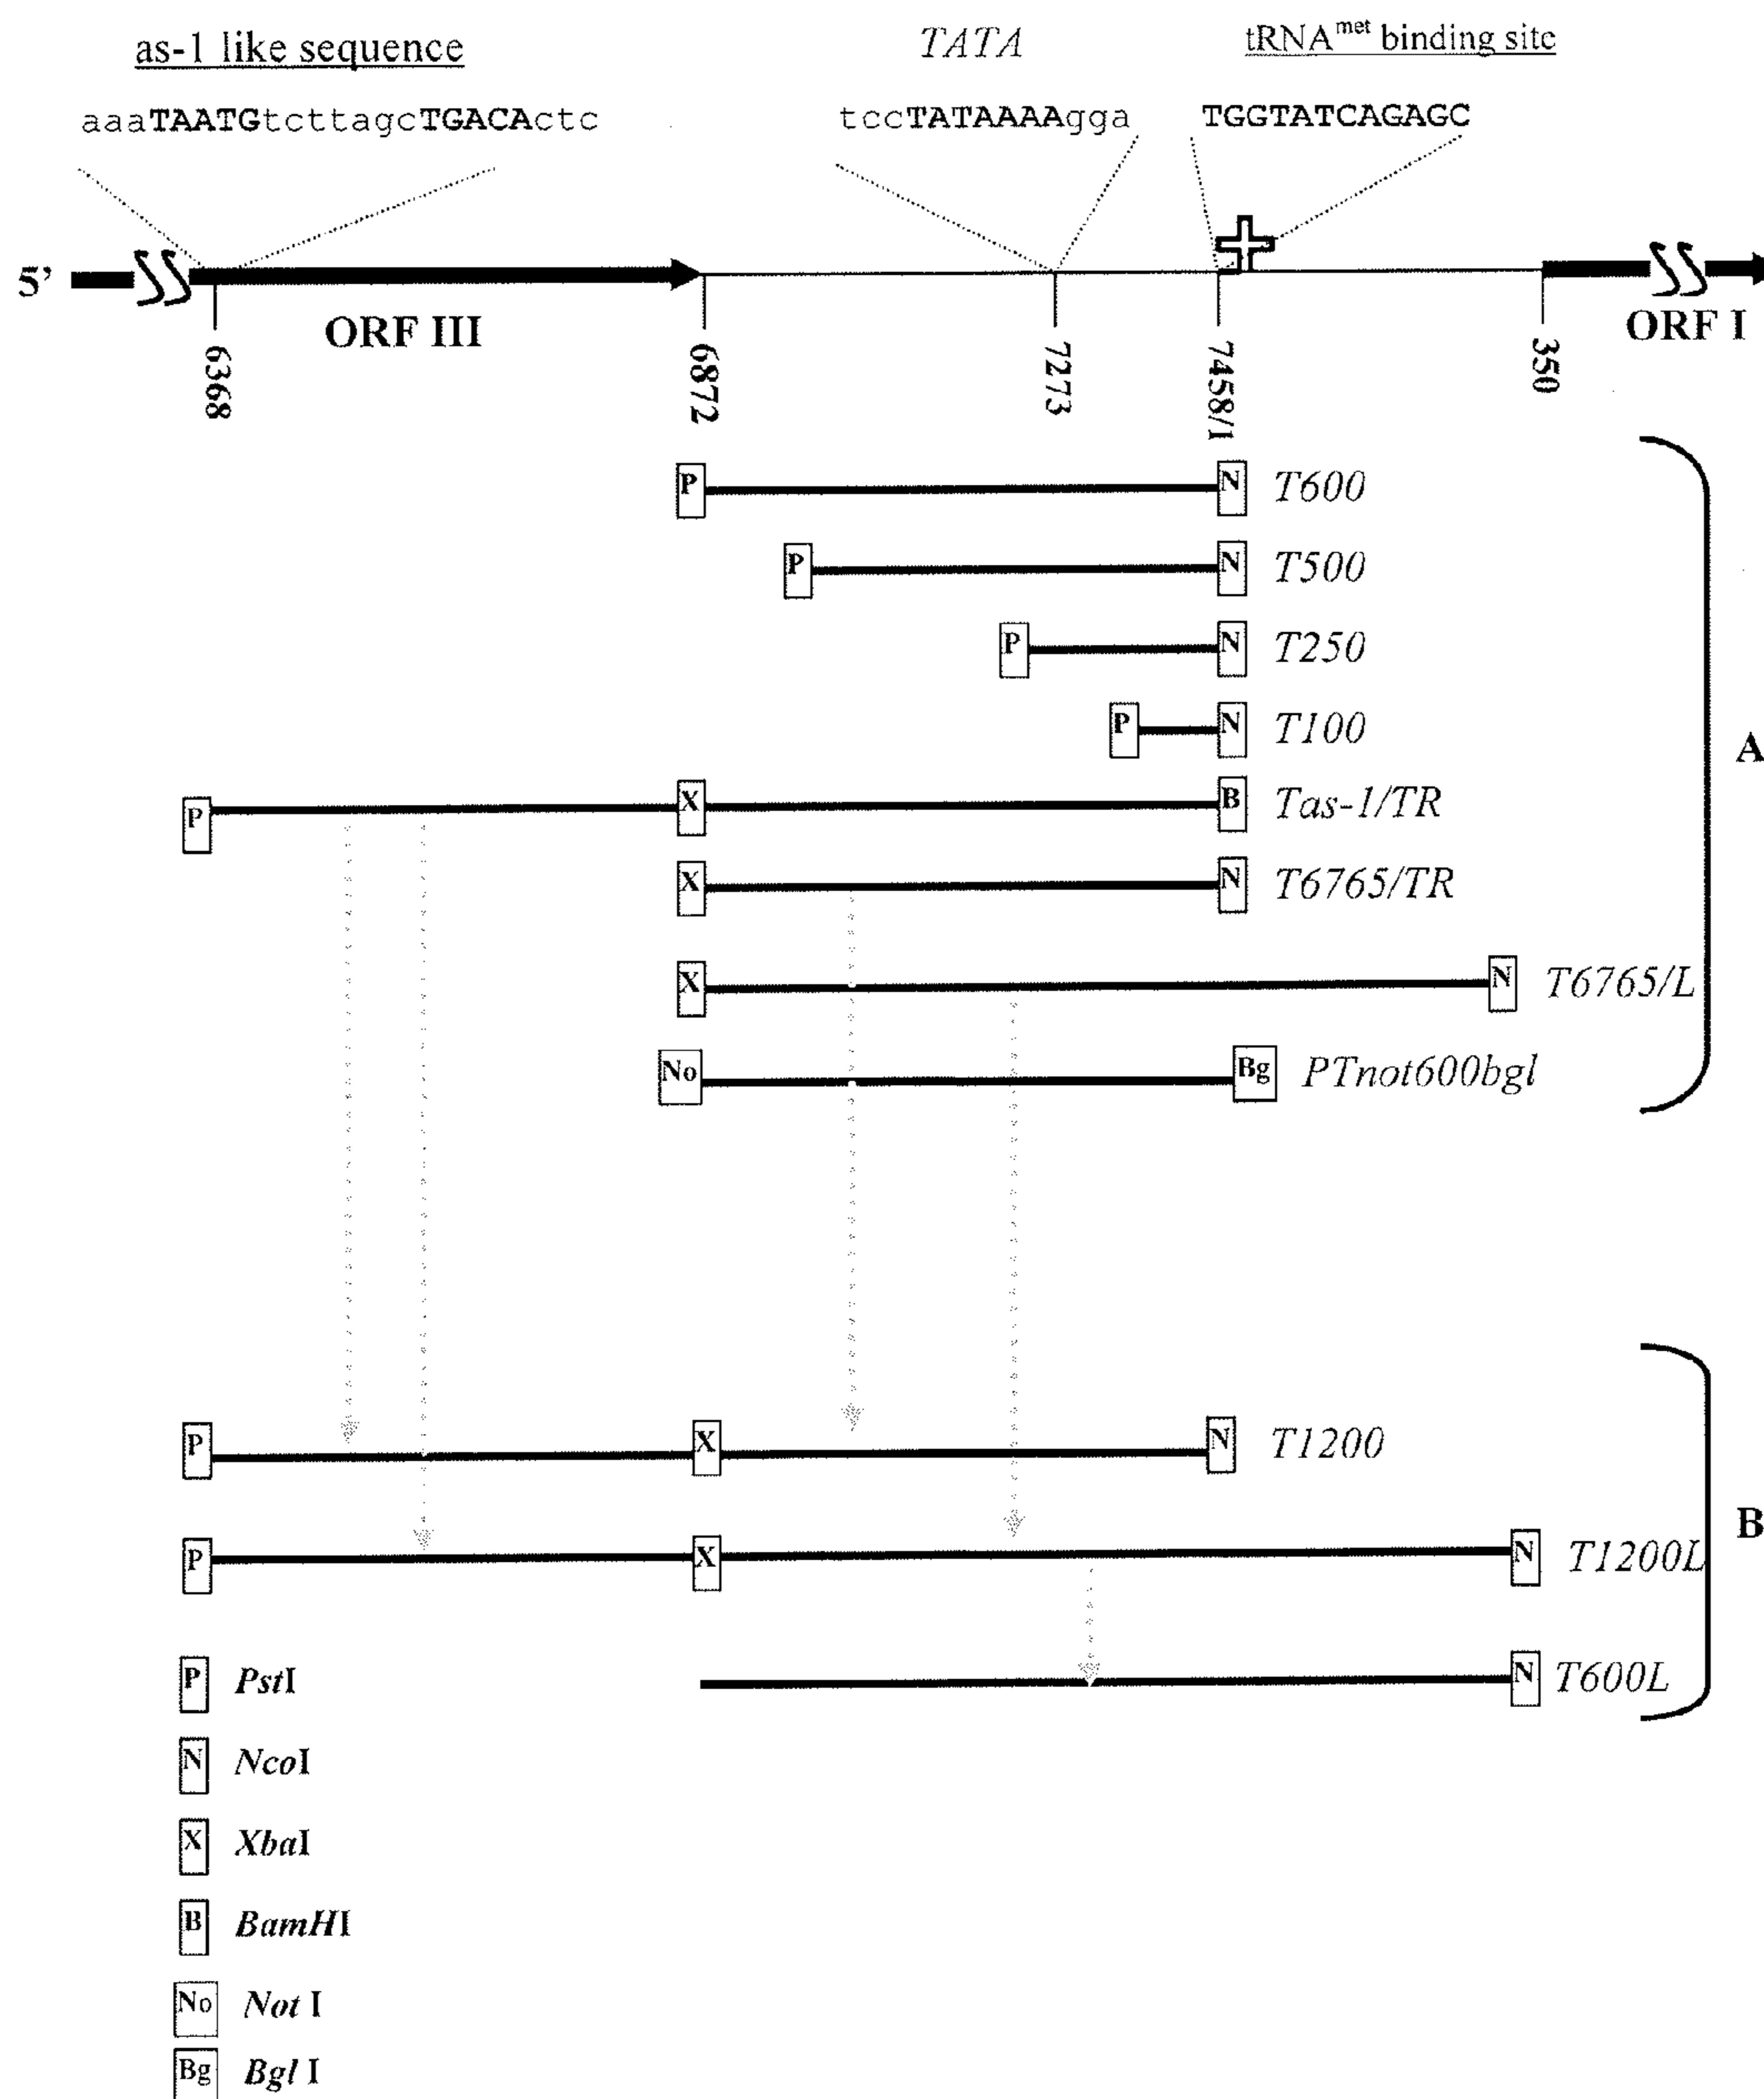 as-1 like sequence
TATA
tRNAmet binding site
aaaTAATGtcttagcTGACActc
tccTATAAAAgga
TGGTATCAGAGC
5’
ORF III
ORF I
6368
6872
7273
7458/1
350
P
N
T600
P
N
T500
P
N
T250
P
N
T100
A
P
X
B
Tas-1/TR
X
N
T6765/TR
X
N
T6765/L
No
Bg
PTnot600bgl
P
X
N
T1200
B
P
X
N
T1200L
N
T600L
P
PstI
N
NcoI
X
XbaI
B
BamHI
No
Not I
Bg
Bgl I